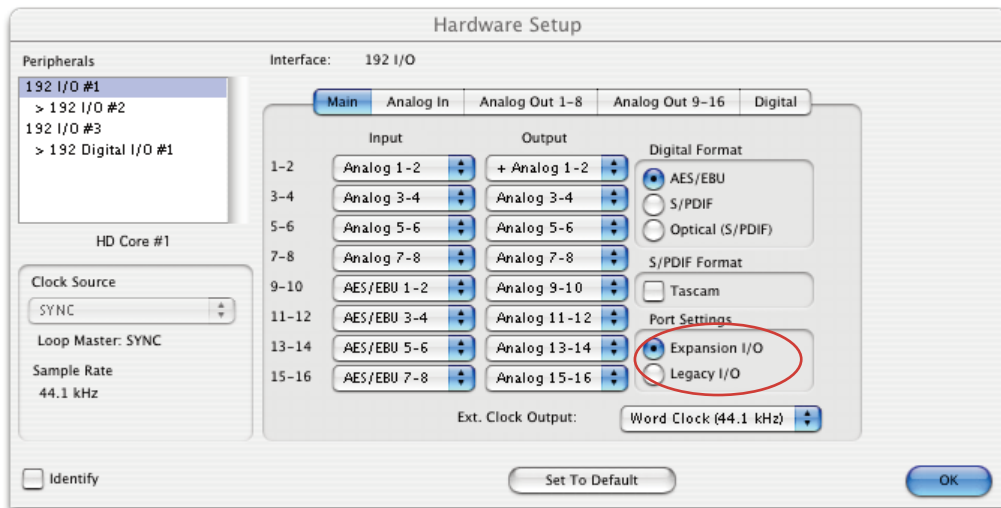 Hardware Setup
Peripherals
192 I/O #1
> 192 I/O #2
192 I/O #3
> 192 Digital I/O #1
HD Core #1
Clock Source
SYNC
Loop Master: SYNC
Sample Rate
44.1 kHz
Identify
Interface: 192 I/O
Main Analog In Analog Out 1-8 Analog Out 9-16 Digital
Input Output
1-2 Analog 1-2 + Analog 1-2
3-4 Analog 3-4 Analog 3-4
5-6 Analog 5-6 Analog 5-6
7-8 Analog 7-8 Analog 7-8
9-10 AES/EBU 1-2 Analog 9-10
11-12 AES/EBU 3-4 Analog 11-12
13-14 AES/EBU 5-6 Analog 13-14
15-16 AES/EBU 7-8 Analog 15-16
Digital Format
AES/EBU
S/PDIF
Optical (S/PDIF)
S/PDIF Format
Tascam
Port Settings
Expansion I/O
Legacy I/O
Ext. Clock Output: Word Clock (44.1 kHz)
Set To Default
OK